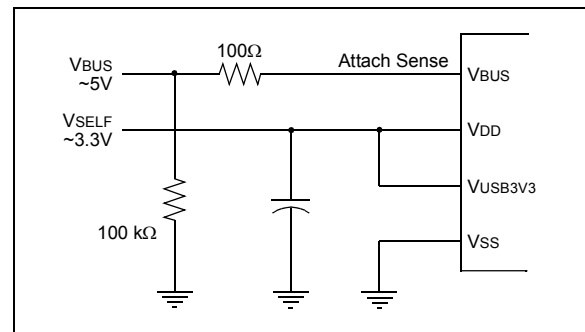 100Ω
VBUS
~5V
Attach Sense
VBUS
VSELF
~3.3V
VDD
VUSB3V3
100 kΩ
VSS